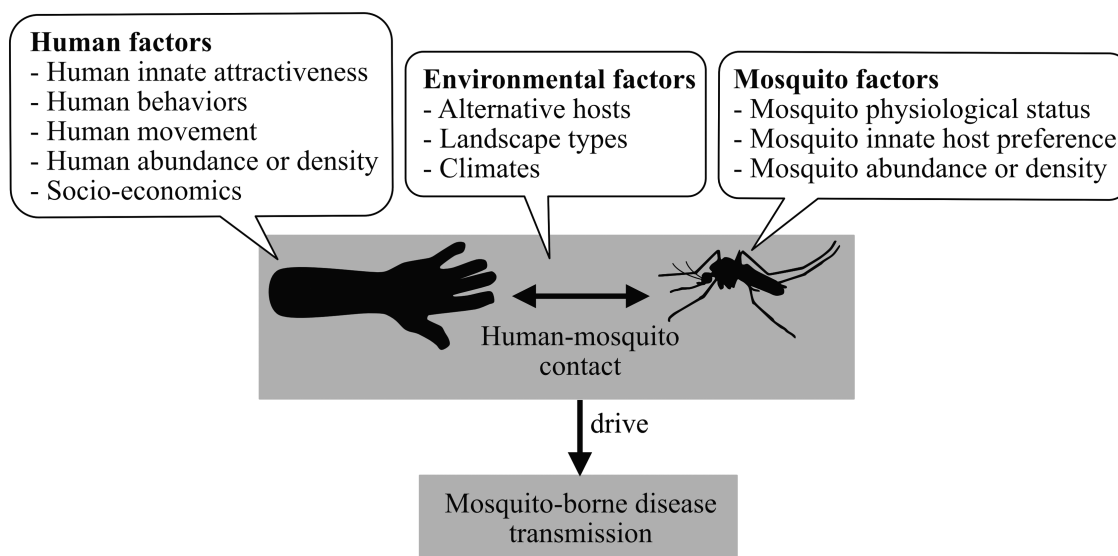 Human factors
- Human innate attractiveness
- Human behaviors
- Human movement
- Human abundance or density
- Socio-economics
Environmental factors
- Alternative hosts
- Landscape types
- Climates
Mosquito factors
- Mosquito physiological status
- Mosquito innate host preference
- Mosquito abundance or density
Human-mosquito
contact
drive
Mosquito-borne disease
transmission